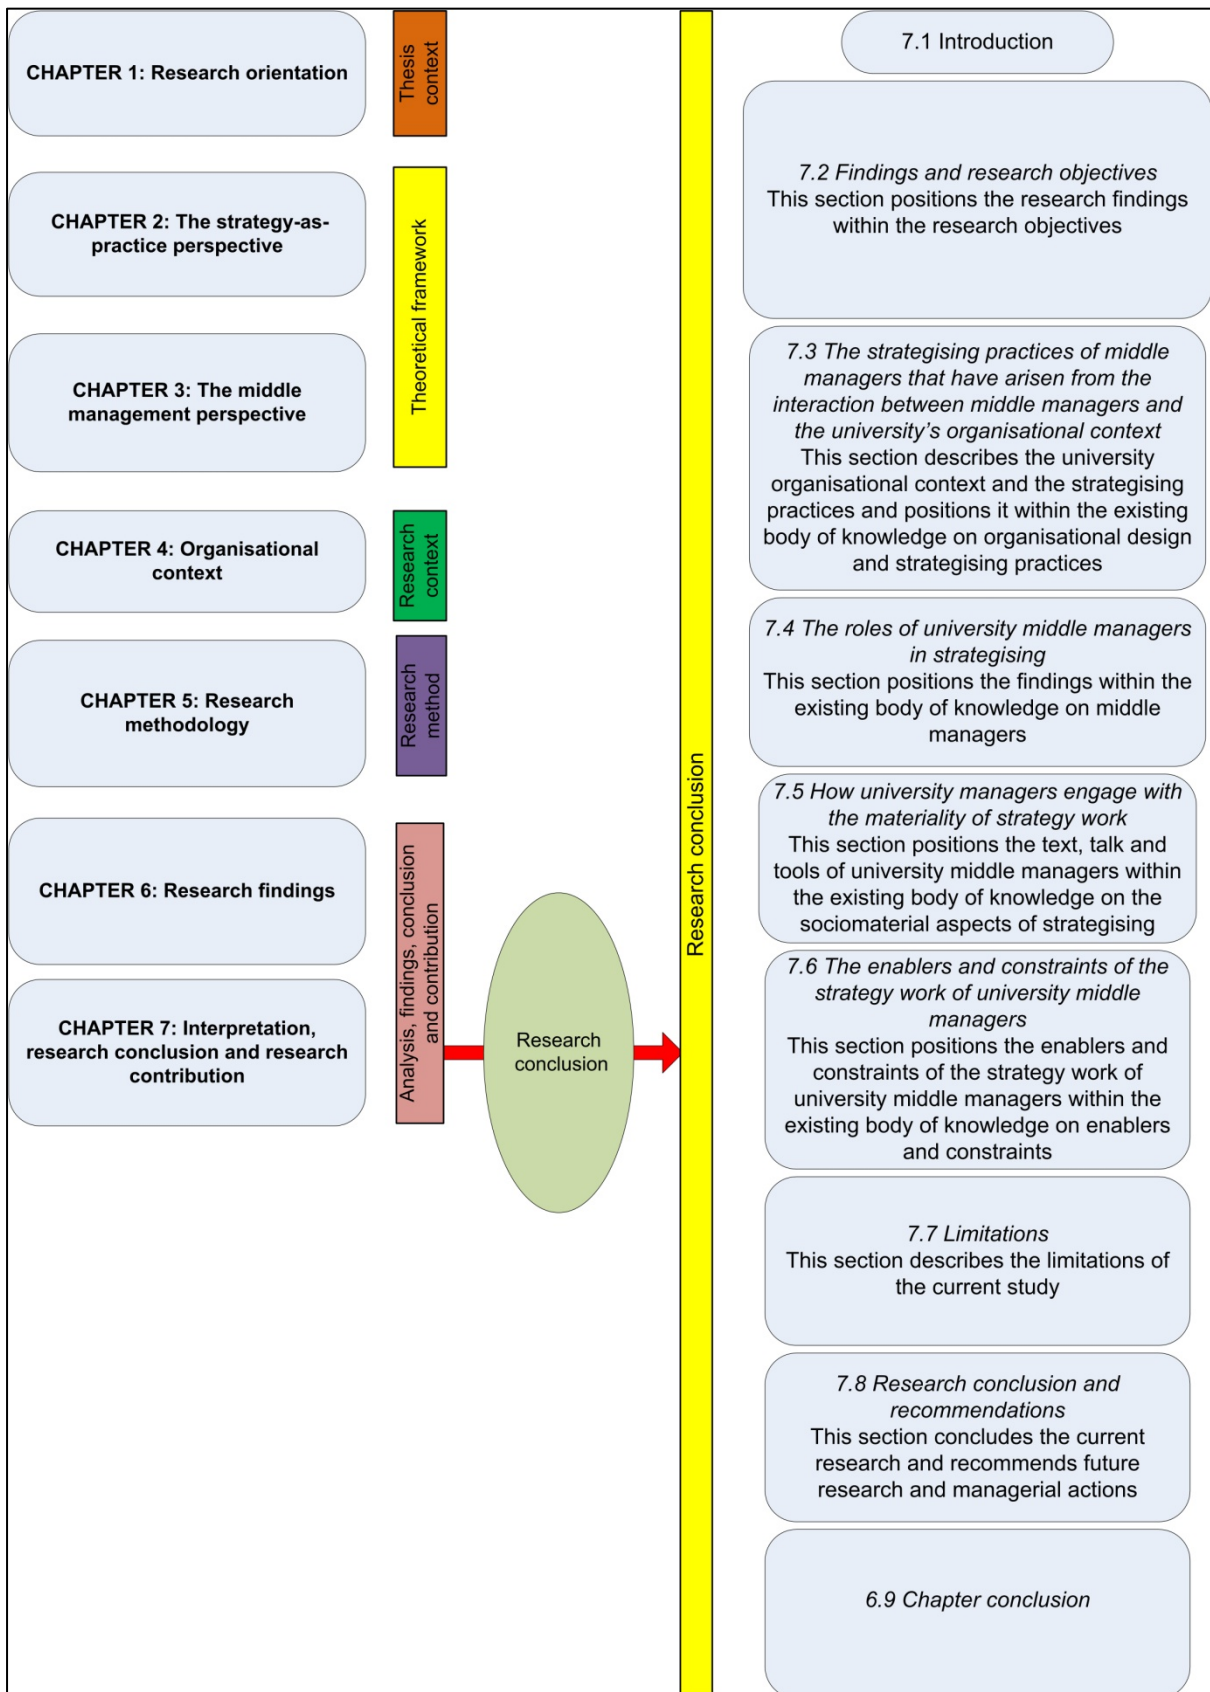 CHAPTER 1: Research orientation
CHAPTER 2: The strategy-as-
practice perspective
CHAPTER 3: The middle
management perspective
CHAPTER 4: Organisational
context
CHAPTER 5: Research
methodology
CHAPTER 6: Research findings
CHAPTER 7: Interpretation,
research conclusion and research
contribution
Thesis
context
Theoretical framework
Research
context
Research
method
Analysis, findings, conclusion
and contribution
Research
conclusion
Research conclusion
7.1 Introduction
7.2 Findings and research objectives
This section positions the research findings
within the research objectives
7.3 The strategising practices of middle
managers that have arisen from the
interaction between middle managers and
the university’s organisational context
This section describes the university
organisational context and the strategising
practices and positions it within the existing
body of knowledge on organisational design
and strategising practices
7.4 The roles of university middle managers
in strategising
This section positions the findings within the
existing body of knowledge on middle
managers
7.5 How university managers engage with
the materiality of strategy work
This section positions the text, talk and
tools of university middle managers within
the existing body of knowledge on the
sociomaterial aspects of strategising
7.6 The enablers and constraints of the
strategy work of university middle
managers
This section positions the enablers and
constraints of the strategy work of
university middle managers within the
existing body of knowledge on enablers
and constraints
7.7 Limitations
This section describes the limitations of
the current study
7.8 Research conclusion and
recommendations
This section concludes the current
research and recommends future
research and managerial actions
6.9 Chapter conclusion